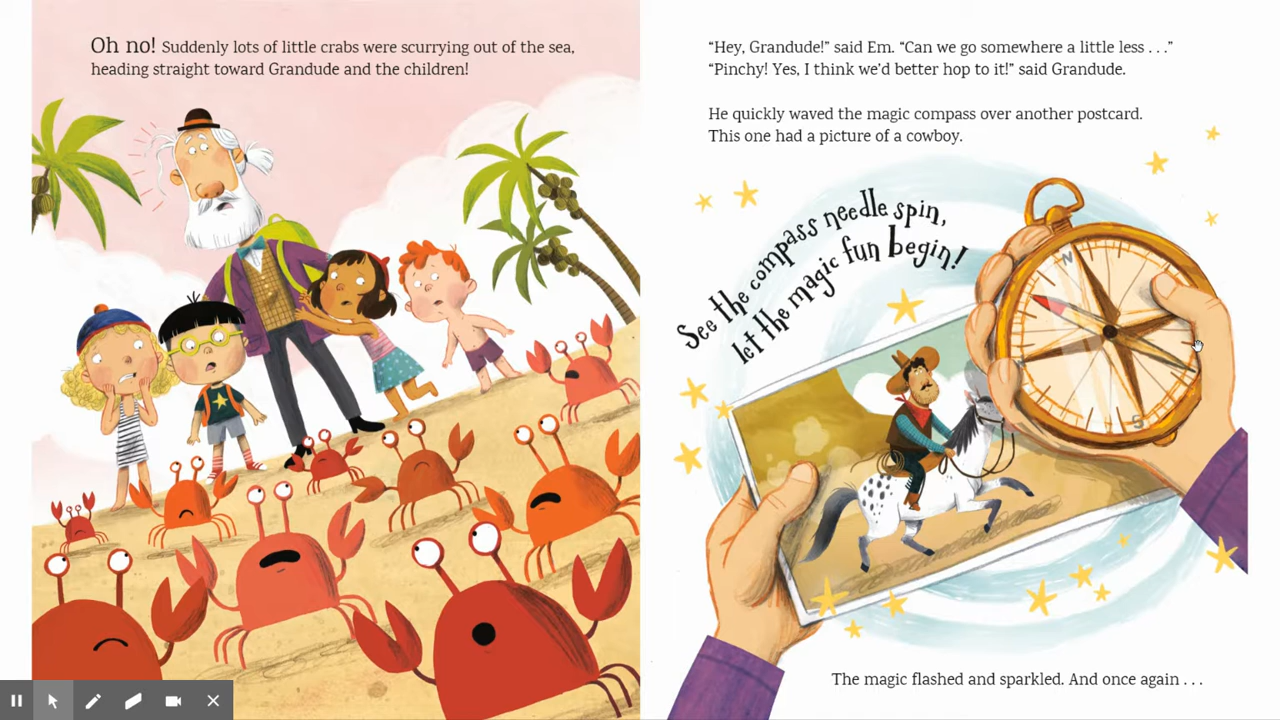 Oh no! Suddenly lots of little crabs were scurrying out of the sea,
heading straight toward Grandude and the children!
“Hey, Grandude!” said Em. “Can we go somewhere a little less . . .”
“Pinchy! Yes, I think we’d better hop to it!” said Grandude.
He quickly waved the magic compass over another postcard.
This one had a picture of a cowboy.
See the compass needle spin,
let the magic fun begin!
N
S
The magic flashed and sparkled. And once again . . .